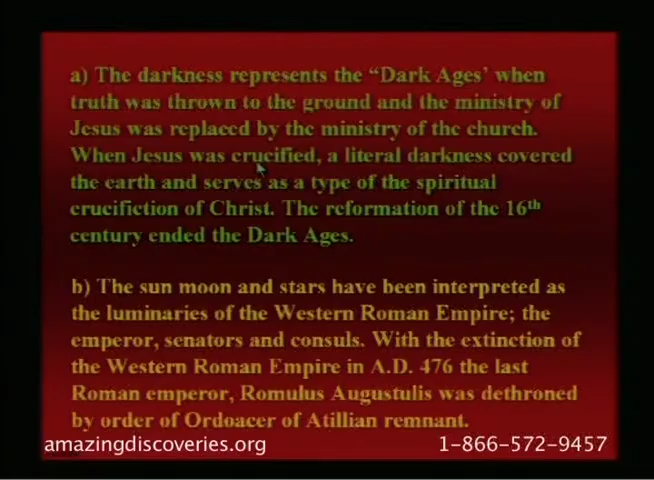 a) The darkness represents the “Dark Ages’ when
truth was thrown to the ground and the ministry of
Jesus was replaced by the ministry of the church.
When Jesus was crucified, a literal darkness covered
the earth and serves as a type of the spiritual
crucifiction of Christ. The reformation of the 16th
century ended the Dark Ages.
b) The sun moon and stars have been interpreted as
the luminaries of the Western Roman Empire; the
emperor, senators and consuls. With the extinction of
the Western Roman Empire in A.D. 476 the last
Roman emperor, Romulus Augustulis was dethroned
by order of Ordoacer of Atillian remnant.
amazingdiscoveries.org 1-866-572-9457